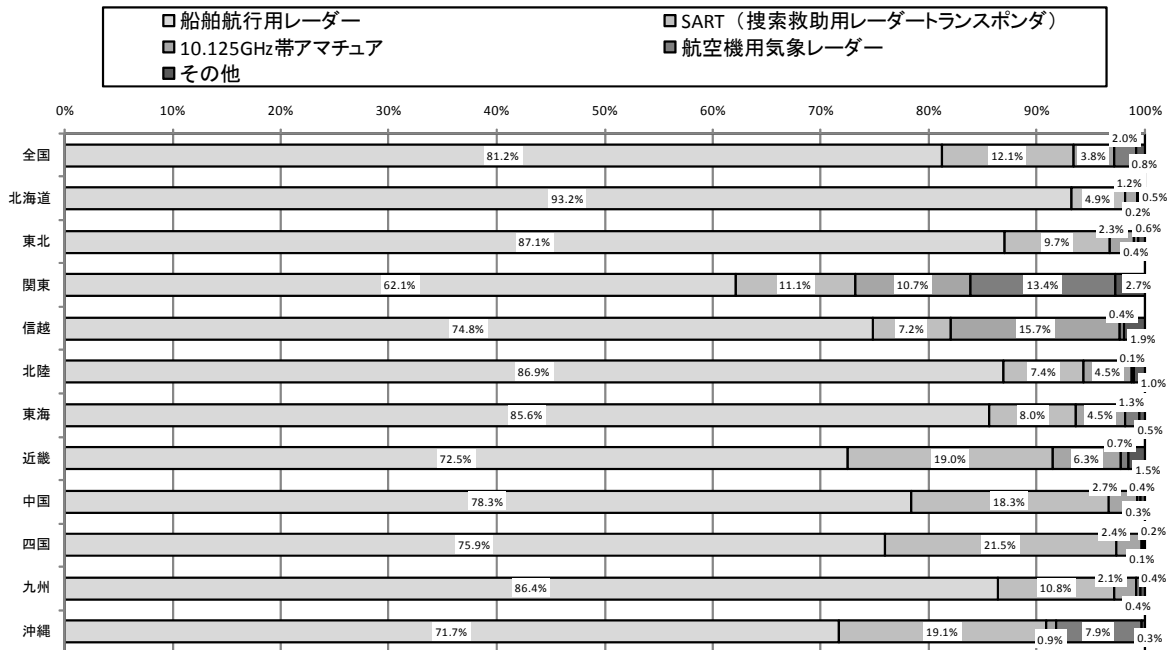 船舶航行用レーダー SART（捜索救助用レーダートランスポンダ）
10.125GHz帯アマチュア 航空機用気象レーダー
その他
0% 10% 20% 30% 40% 50% 60% 70% 80% 90% 100%
全国 81.2% 12.1% 3.8% 2.0% 0.8%
北海道 93.2% 4.9% 1.2% 0.2% 0.5%
東北 87.1% 9.7% 2.3% 0.4% 0.6%
関東 62.1% 11.1% 10.7% 13.4% 2.7%
信越 74.8% 7.2% 15.7% 0.4% 1.9%
北陸 86.9% 7.4% 4.5% 0.1% 1.0%
東海 85.6% 8.0% 4.5% 1.3% 0.5%
近畿 72.5% 19.0% 6.3% 0.7% 1.5%
中国 78.3% 18.3% 2.7% 0.3% 0.4%
四国 75.9% 21.5% 2.4% 0.1% 0.2%
九州 86.4% 10.8% 2.1% 0.4% 0.4%
沖縄 71.7% 19.1% 0.9% 7.9% 0.3%